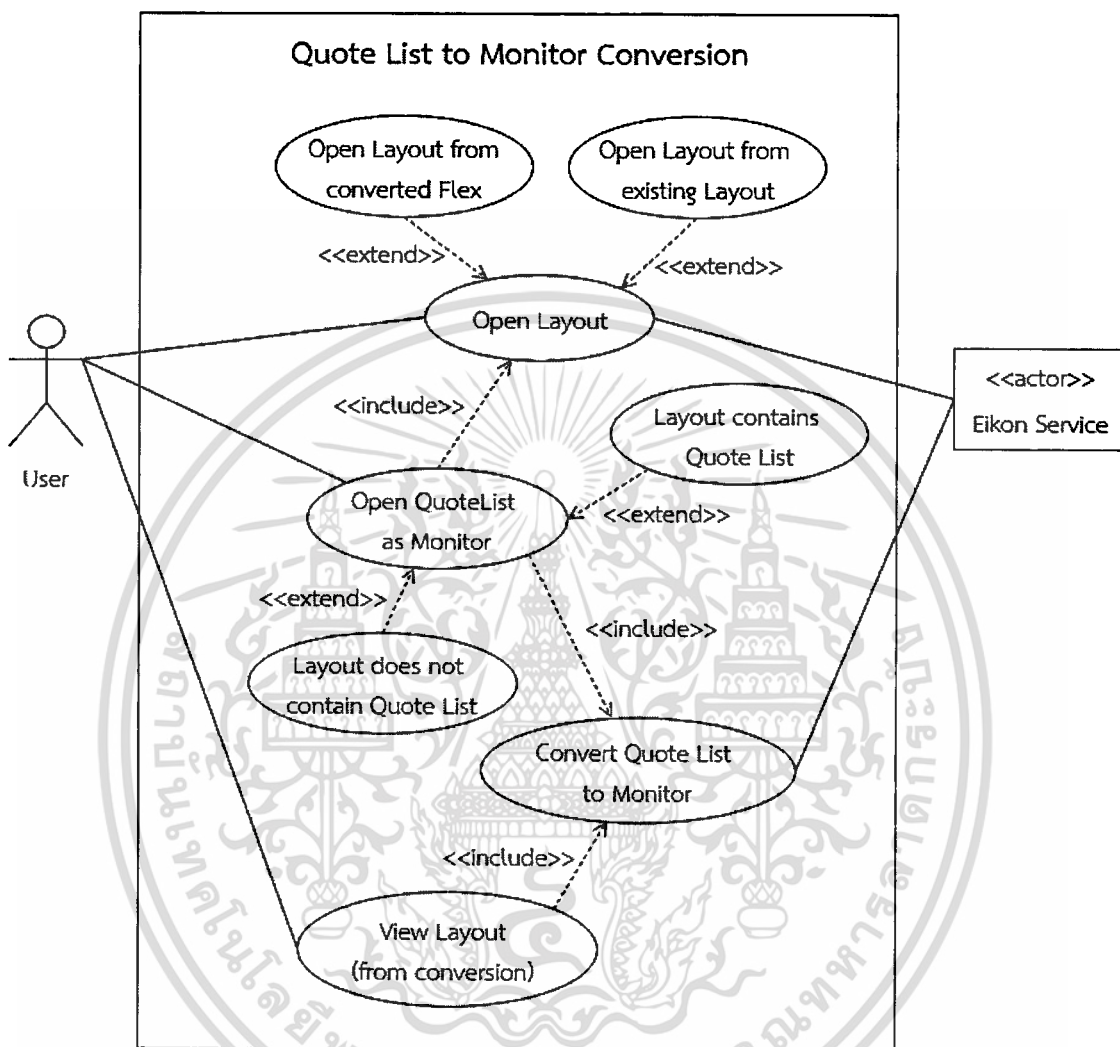 Quote List to Monitor Conversion
Open Layout from
converted Flex
Open Layout from
existing Layout
<<extend>>
<<extend>>
Open Layout
<<actor>>
Eikon Service
User
<<include>>
Layout contains
Quote List
Open QuoteList
as Monitor
<<extend>>
<<extend>>
<<include>>
Layout does not
contain Quote List
Convert Quote List
to Monitor
<<include>>
View Layout
(from conversion)